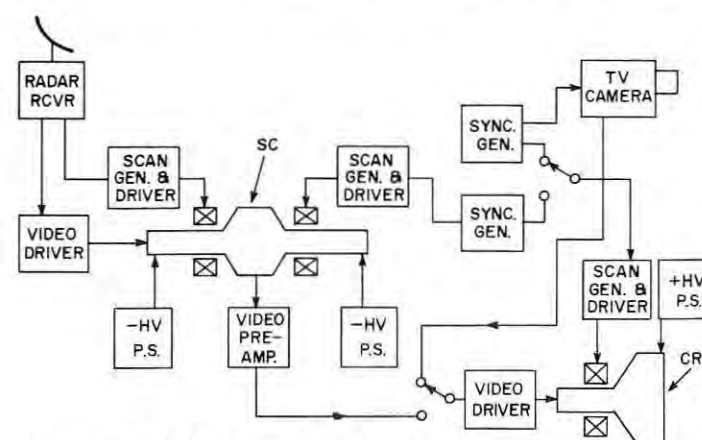 RADAR
RCVR
SCAN
GEN. &
DRIVER
SC
SCAN
GEN. &
DRIVER
SYNC.
GEN.
TV
CAMERA
VIDEO
DRIVER
SYNC.
GEN.
-HV
P.S.
VIDEO
PRE-
AMP.
-HV
P.S.
SCAN
GEN. &
DRIVER
+HV
P.S.
VIDEO
DRIVER
CR